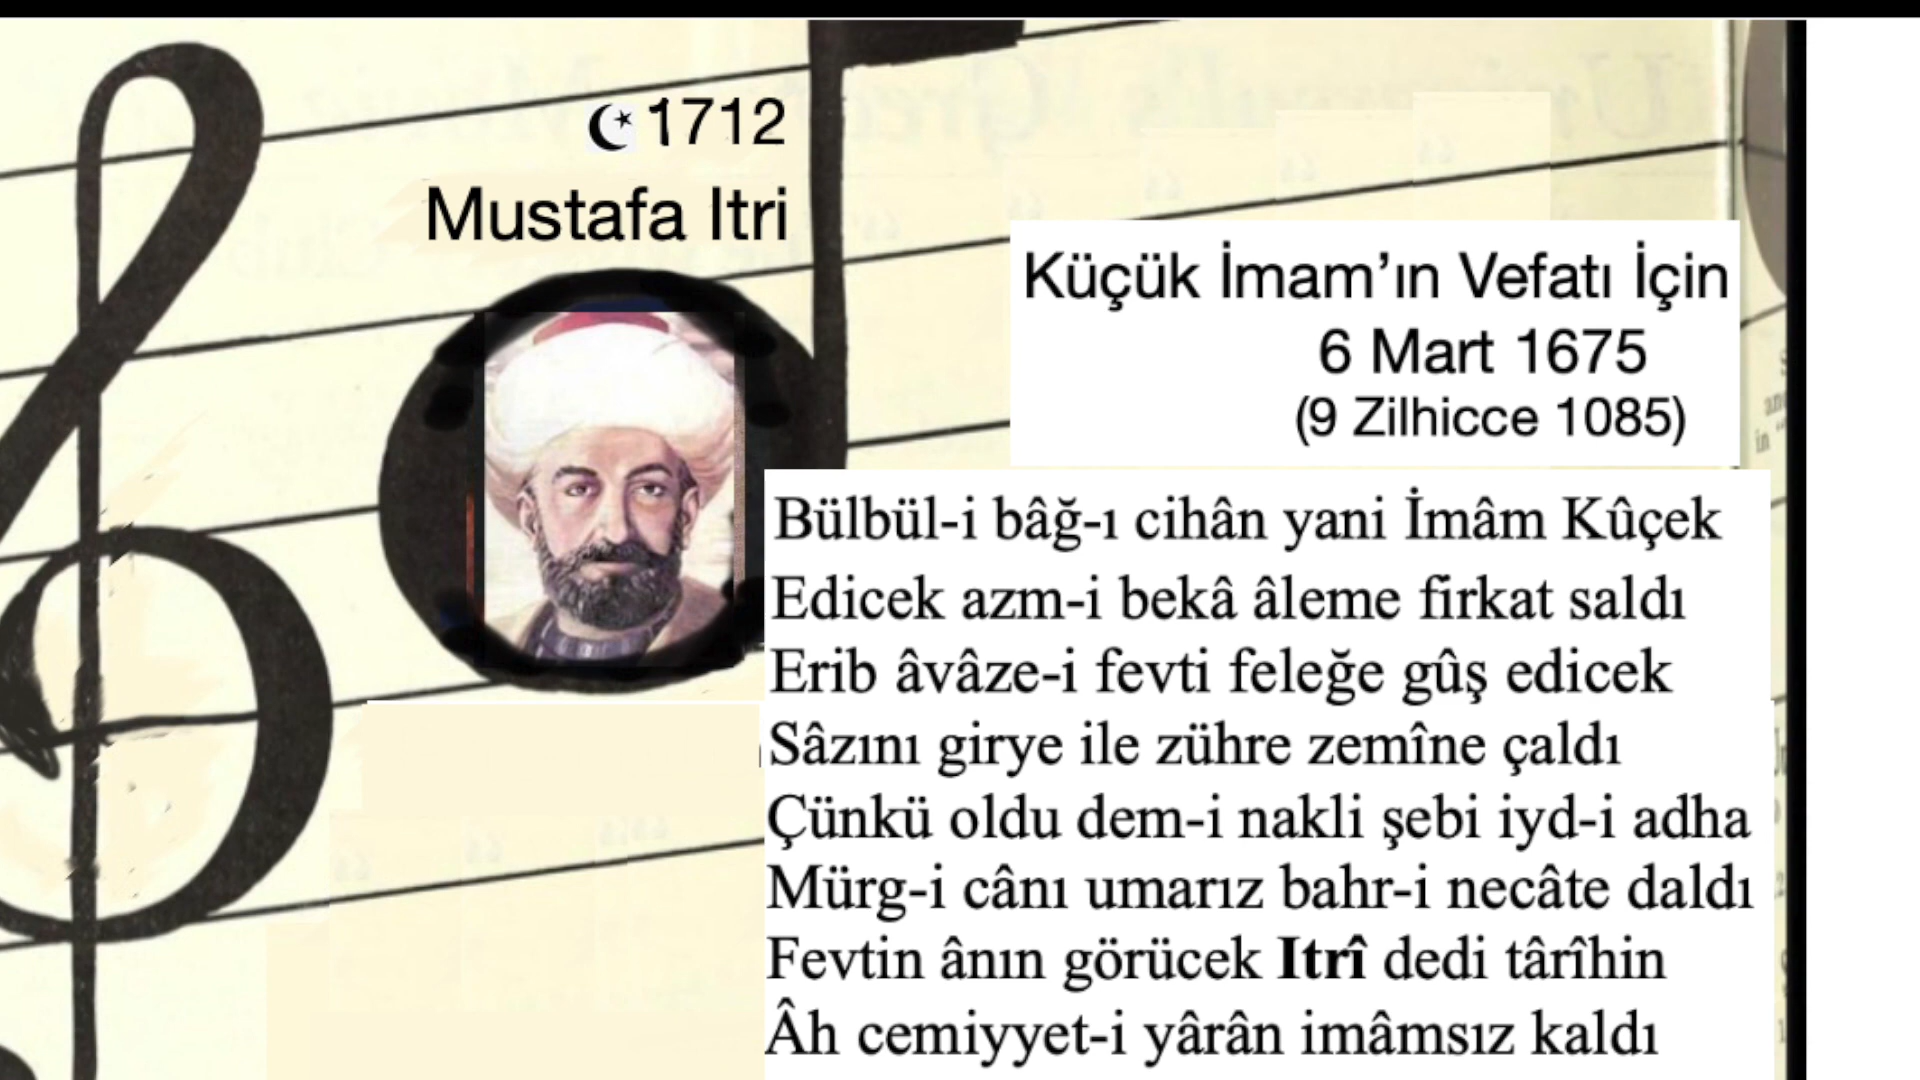 1712
Mustafa Itri
Küçük İmam’ın Vefatı İçin
6 Mart 1675
(9 Zilhicce 1085)
Bülbül-i bâğ-ı cihân yani İmâm Kûçek
Edicek azm-i bekâ âleme firkat saldı
Erib âvâze-i fevti feleğe gûş edicek
Sâzını girye ile zühre zemîne çaldı
Çünkü oldu dem-i nakli şebi iyd-i adha
Mürg-i cânı umarız bahr-i necâte daldı
Fevtin ânın görücek Itrî dedi târîhin
Âh cemiyyet-i yârân imâmsız kaldı